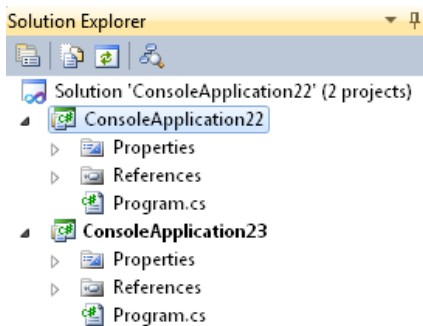 Solution Explorer
Solution 'ConsoleApplication22' (2 projects)
ConsoleApplication22
Properties
References
Program.cs
ConsoleApplication23
Properties
References
Program.cs